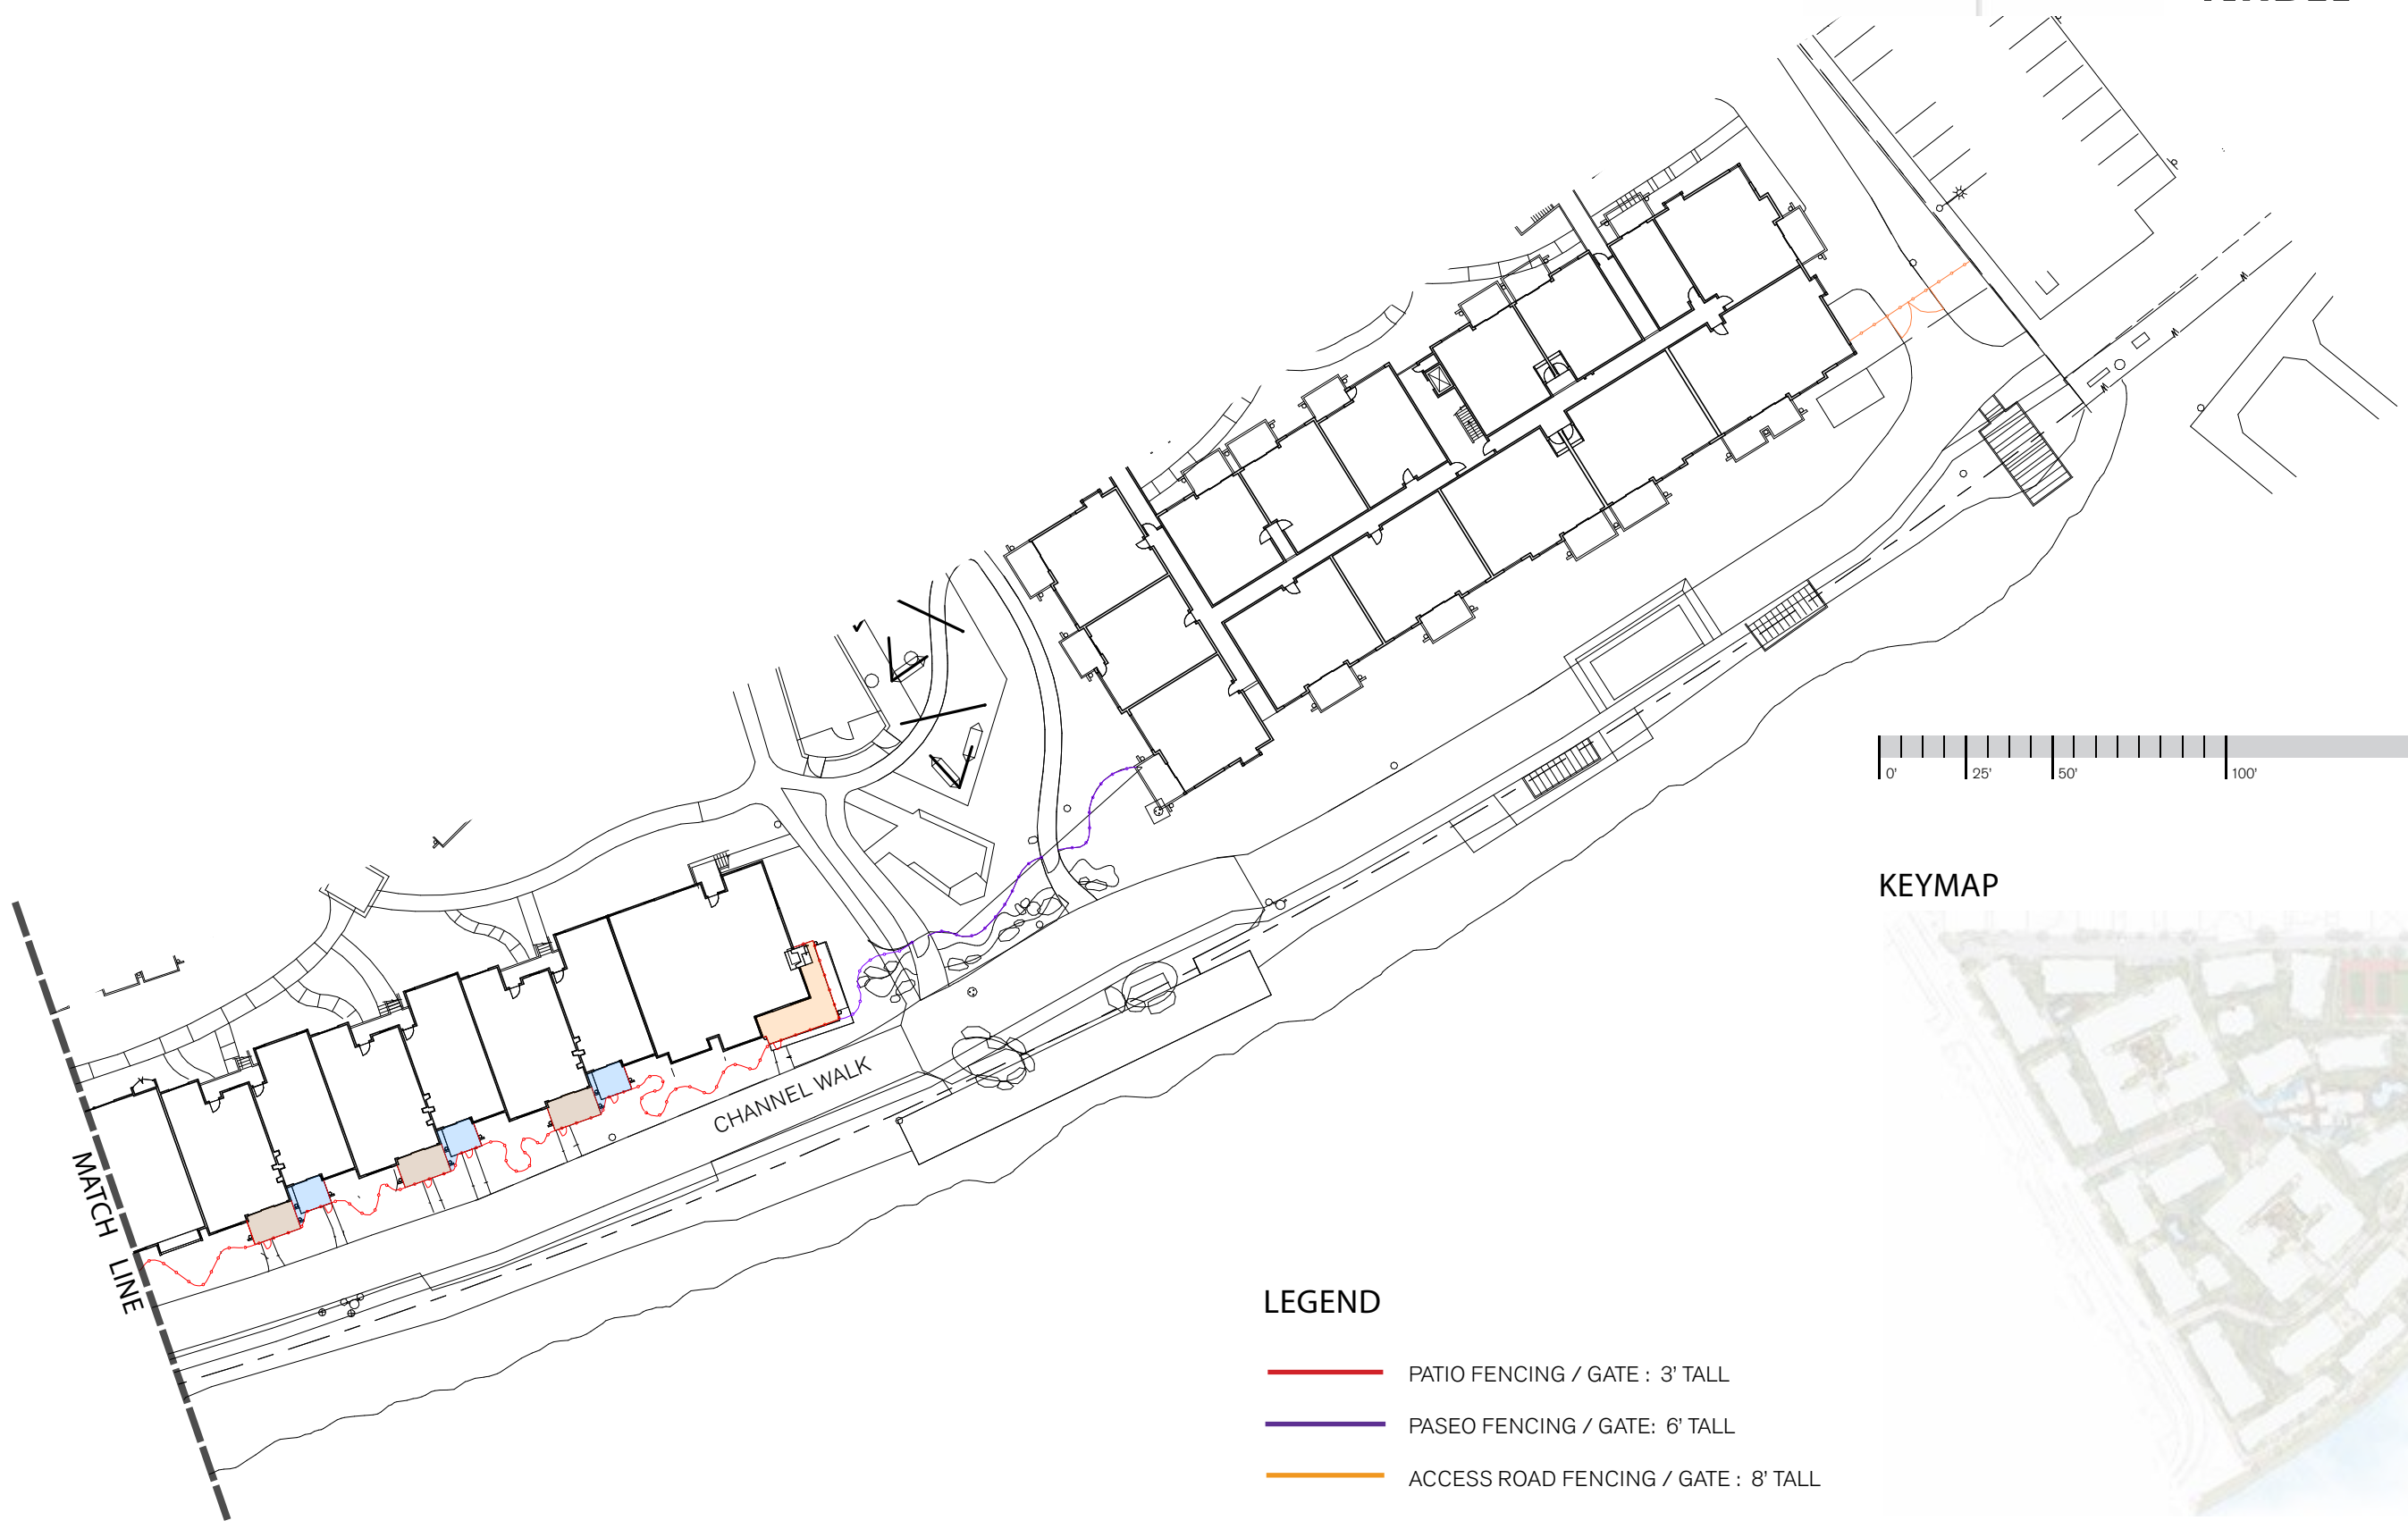 MATCH LINE
CHANNEL WALK
0' 25' 50' 100'
KEYMAP
LEGEND
PATIO FENCING / GATE : 3' TALL
PASEO FENCING / GATE: 6' TALL
ACCESS ROAD FENCING / GATE : 8' TALL